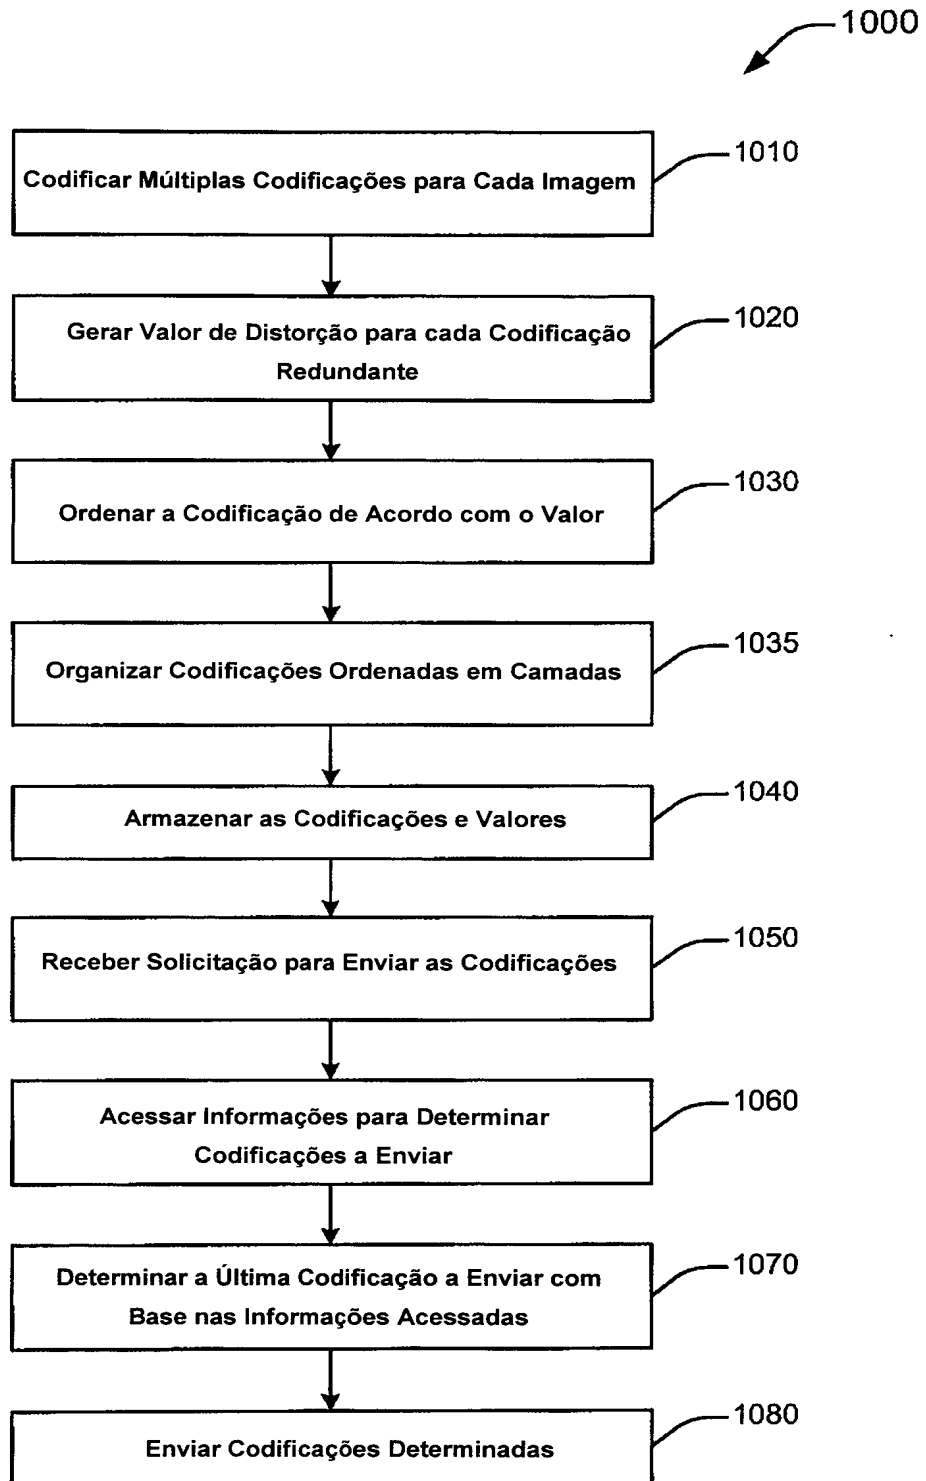 1000
Codificar Múltiplas Codificações para Cada Imagem
1010
Gerar Valor de Distorção para cada Codificação
Redundante
1020
Ordenar a Codificação de Acordo com o Valor
1030
Organizar Codificações Ordenadas em Camadas
1035
Armazenar as Codificações e Valores
1040
Receber Solicitação para Enviar as Codificações
1050
Acessar Informações para Determinar
Codificações a Enviar
1060
Determinar a Última Codificação a Enviar com
Base nas Informações Acessadas
1070
Enviar Codificações Determinadas
1080